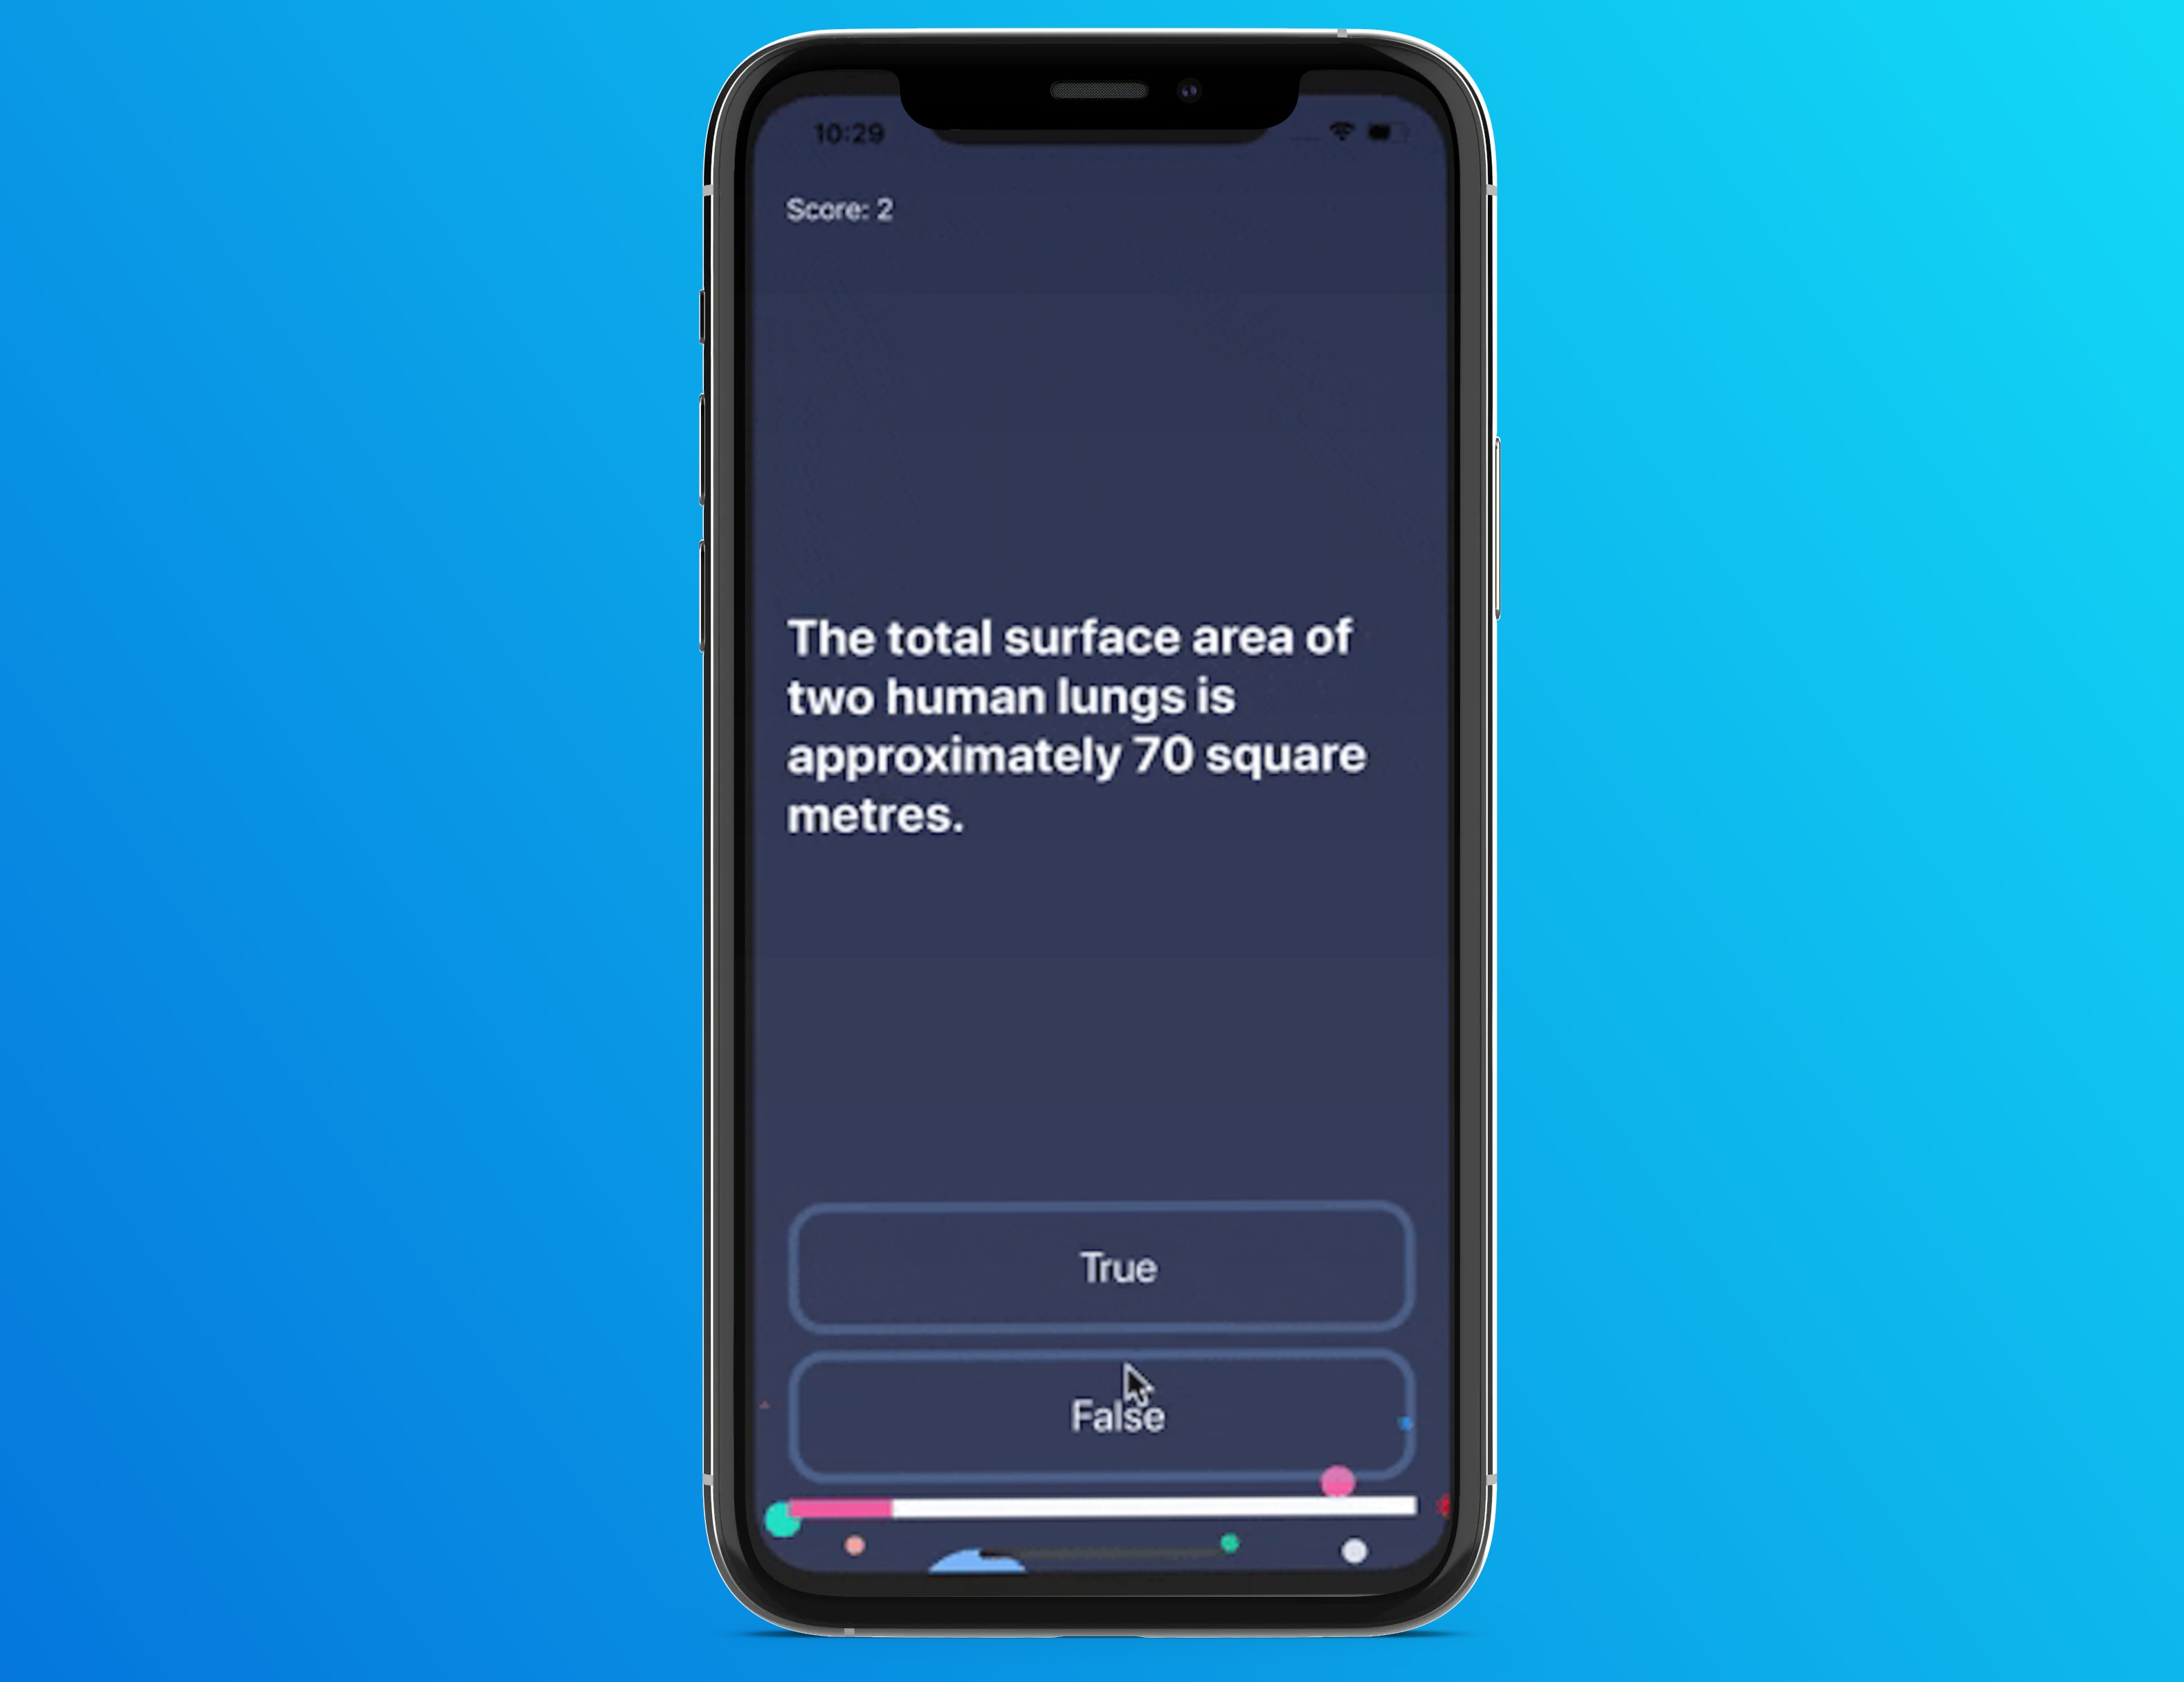 10:29
Score: 2
The total surface area of
two human lungs is
approximately 70 square
metres.
True
False